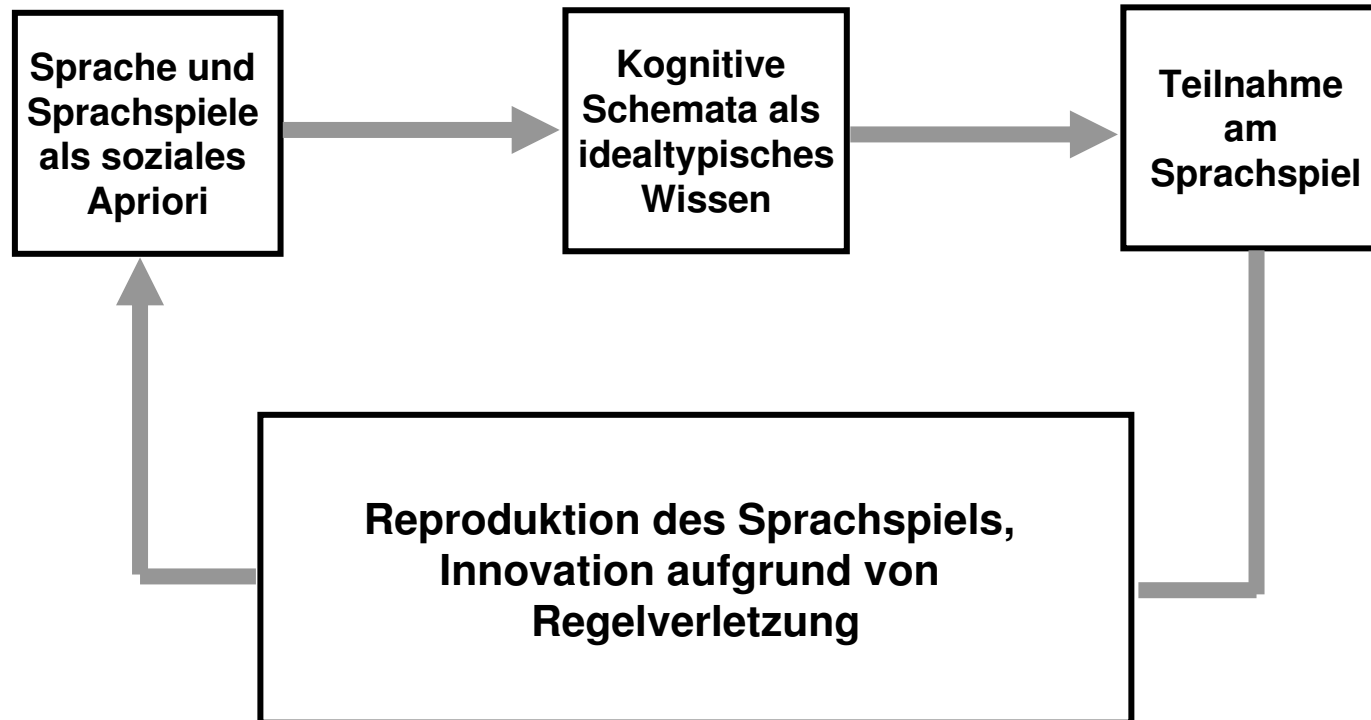 Sprache und
Sprachspiele
als soziales
Apriori
Kognitive
Schemata als
idealtypisches
Wissen
Teilnahme
am
Sprachspiel
Reproduktion des Sprachspiels,
Innovation aufgrund von
Regelverletzung